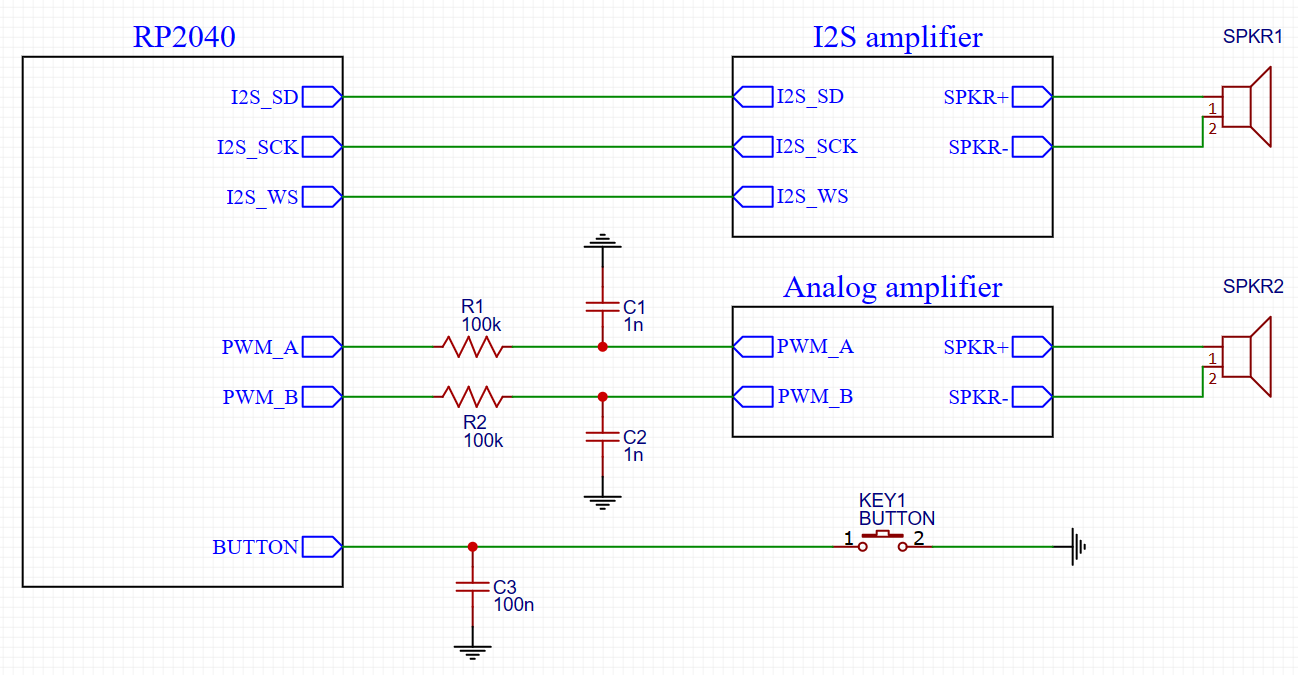 RP2040
I2S amplifier
SPKR1
I2S_SD
I2S_SD
SPKR+
1
2
I2S_SCK
I2S_SCK
SPKR-
I2S_WS
I2S_WS
Analog amplifier
SPKR2
R1
100k
C1
1n
PWM_A
PWM_A
SPKR+
1
2
PWM_B
PWM_B
SPKR-
R2
100k
C2
1n
KEY1
BUTTON
1
2
BUTTON
C3
100n